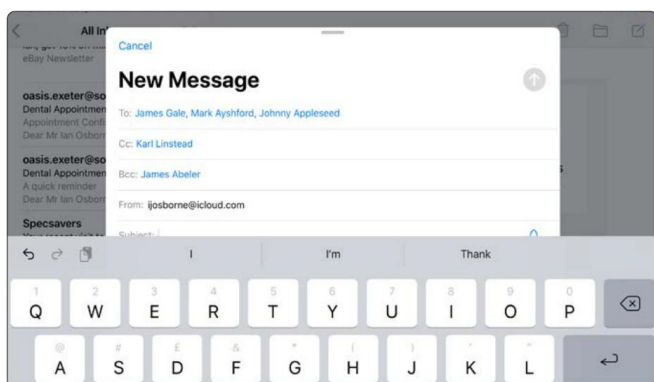 All In
Cancel
eBay Newsletter
New Message
oasis.exeter@so
Dental Appointmen
Appointment Confi
Dear Mr Ian Osborn
To: James Gale, Mark Ayshford, Johnny Appleseed
Cc: Karl Linstead
oasis.exeter@so
Dental Appointmen
A quick reminder
Dear Mr Ian Osborn
Bcc: James Abeler
From: ijosborne@icloud.com
Specsavers
Subject:
I I'm Thank
1 2 3 4 5 6 7 8 9 0
Q W E R T Y U I O P
@ # £ & * ( ) ' "
A S D F G H J K L